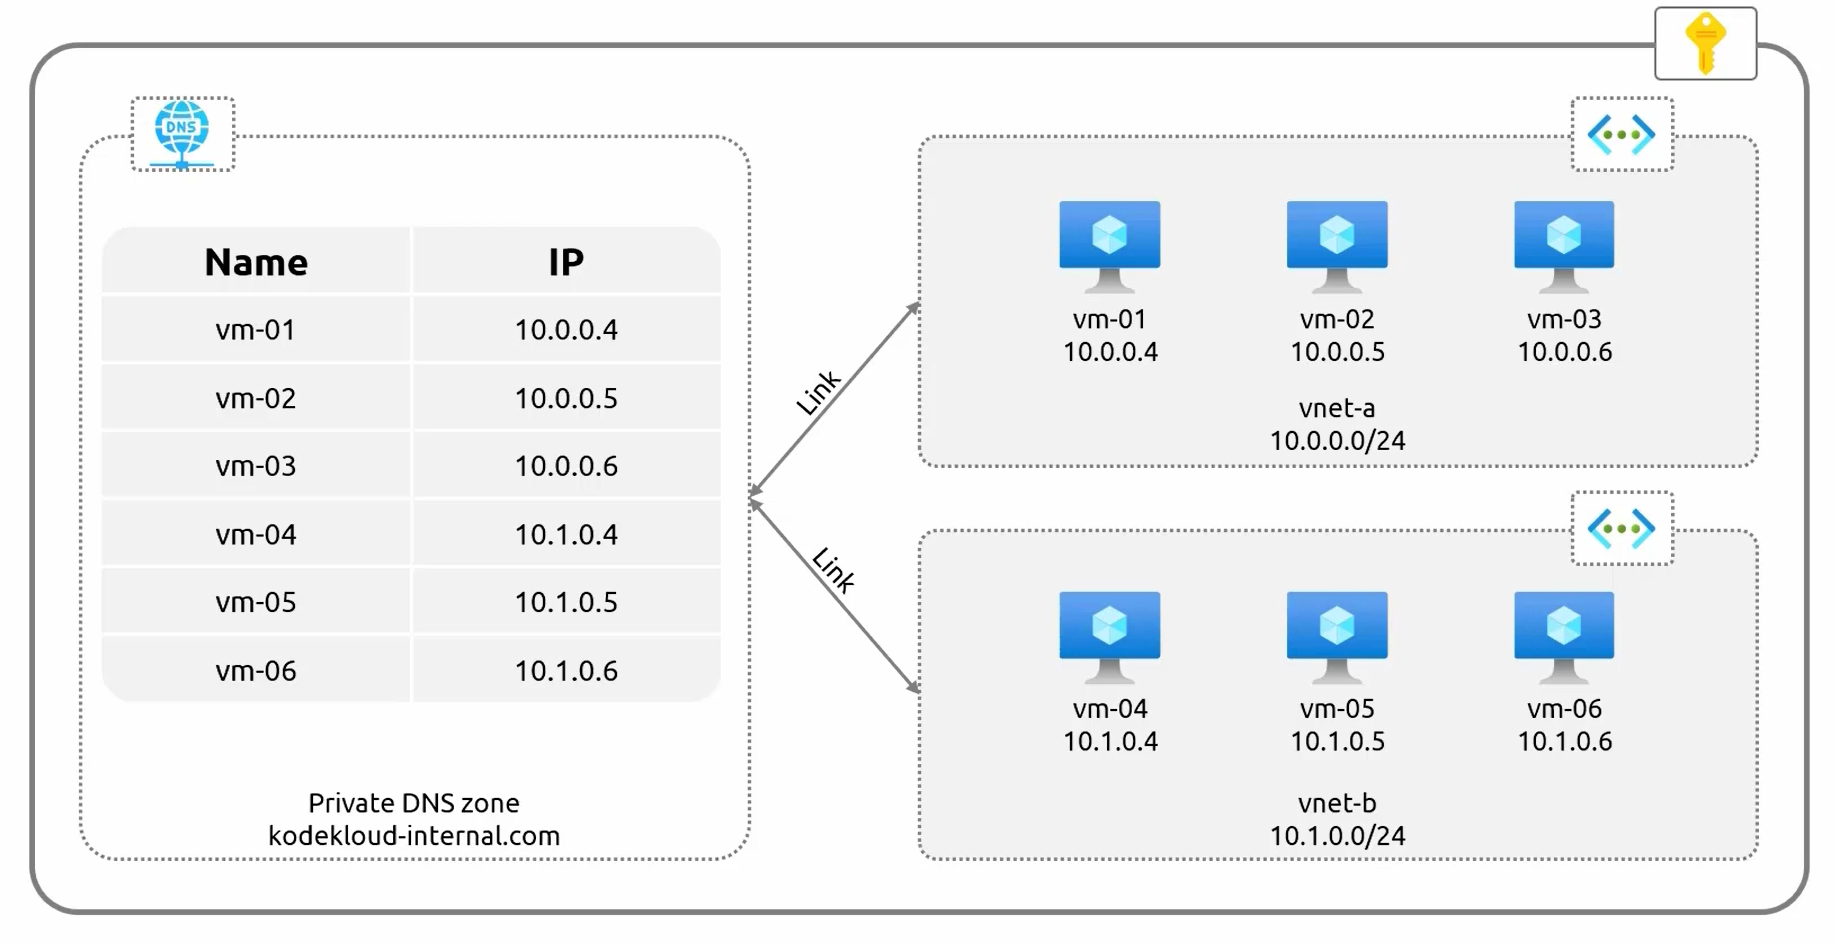 DNS
Name IP
vm-01 10.0.0.4
vm-02 10.0.0.5
vm-03 10.0.0.6
vm-04 10.1.0.4
vm-05 10.1.0.5
vm-06 10.1.0.6
Private DNS zone
kodekloud-internal.com
Link
Link
vm-01 vm-02 vm-03
10.0.0.4 10.0.0.5 10.0.0.6
vnet-a
10.0.0.0/24
vm-04 vm-05 vm-06
10.1.0.4 10.1.0.5 10.1.0.6
vnet-b
10.1.0.0/24